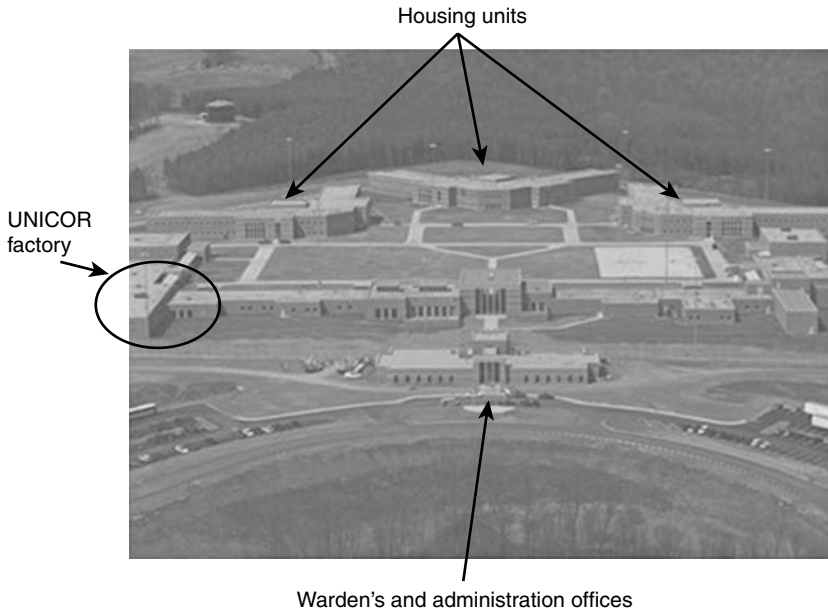 Housing units
UNICOR
factory
Warden’s and administration offices